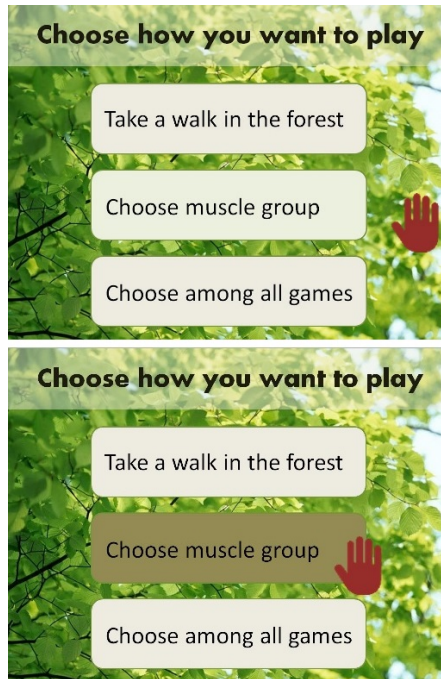 Choose how you want to play
Take a walk in the forest
Choose muscle group
Choose among all games
Choose how you want to play
Take a walk in the forest
Choose muscle group
Choose among all games